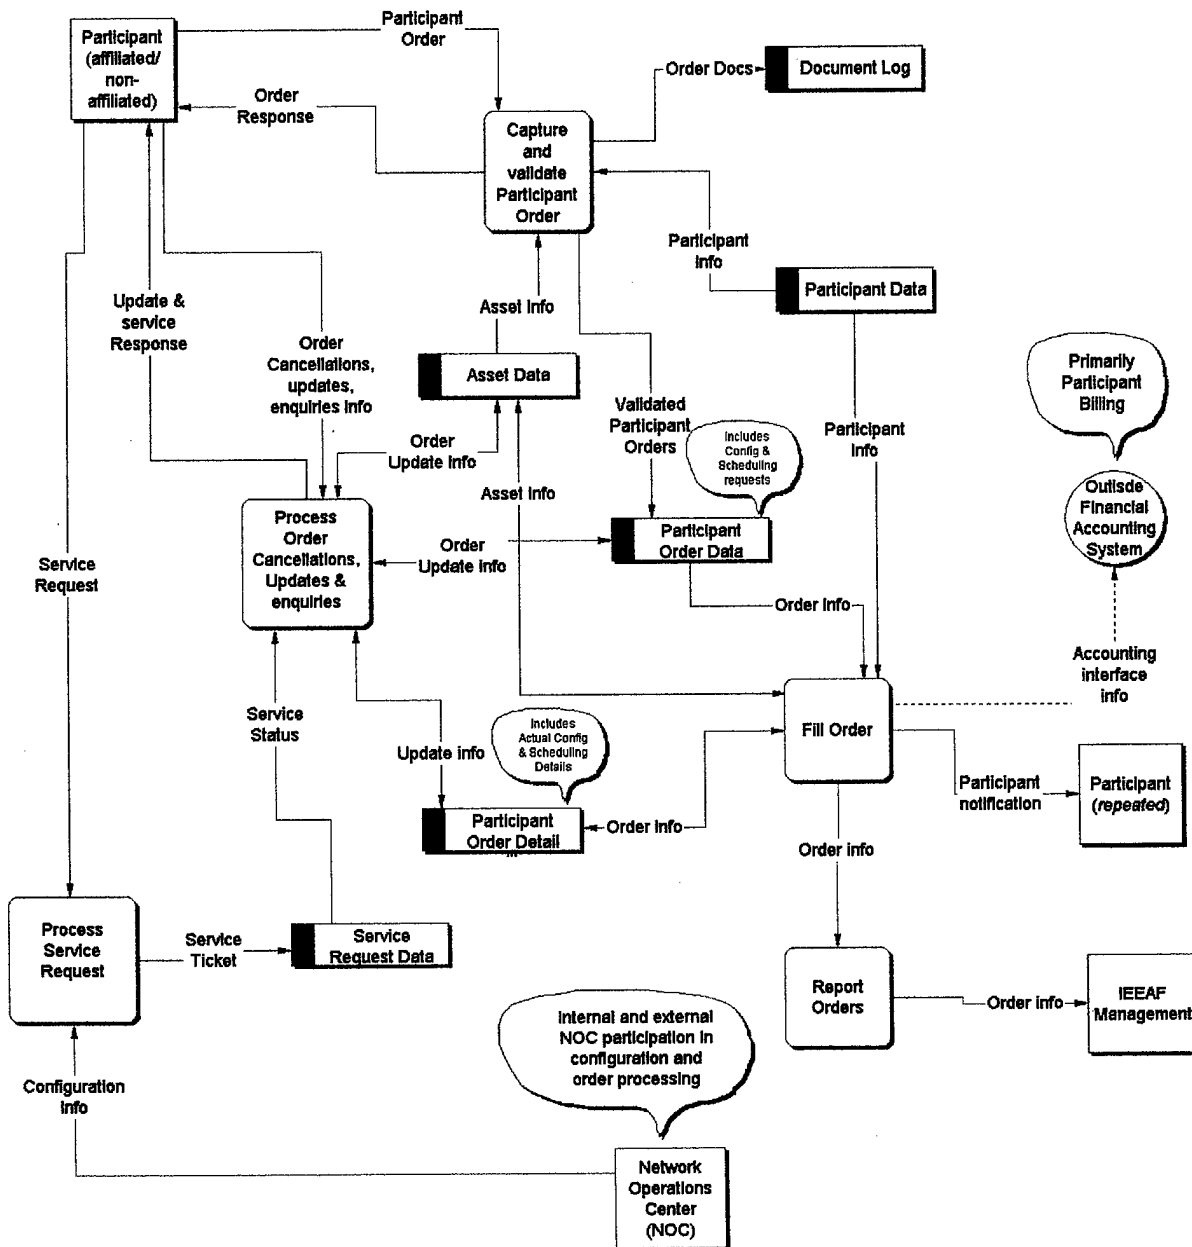 Participant
(affiliated/
non-
affiliated)
Participant
Order
Order
Response
Capture
and
validate
Participant
Order
Order Docs
Document Log
Participant
Info
Participant Data
Update &
service
Response
Order
Cancellations,
updates,
enquiries info
Asset Info
Asset Data
Validated
Participant
Orders
Includes
Config &
Scheduling
requests
Participant
Info
Primarily
Participant
Billing
Outisde
Financial
Accounting
System
Order
Update Info
Asset Info
Process
Order
Cancellations,
Updates &
enquiries
Order
Update Info
Participant
Order Data
Service
Request
Order info
Accounting
interface
info
Service
Status
Update info
Includes
Actual Config
& Scheduling
Details
Fill Order
Participant
Order Detail
Order info
Participant
notification
Participant
(repeated)
Order info
Process
Service
Request
Service
Ticket
Service
Request Data
Report
Orders
Order info
IEEAF
Management
Internal and external
NOC participation in
configuration and
order processing
Configuration
Info
Network
Operations
Center
(NOC)